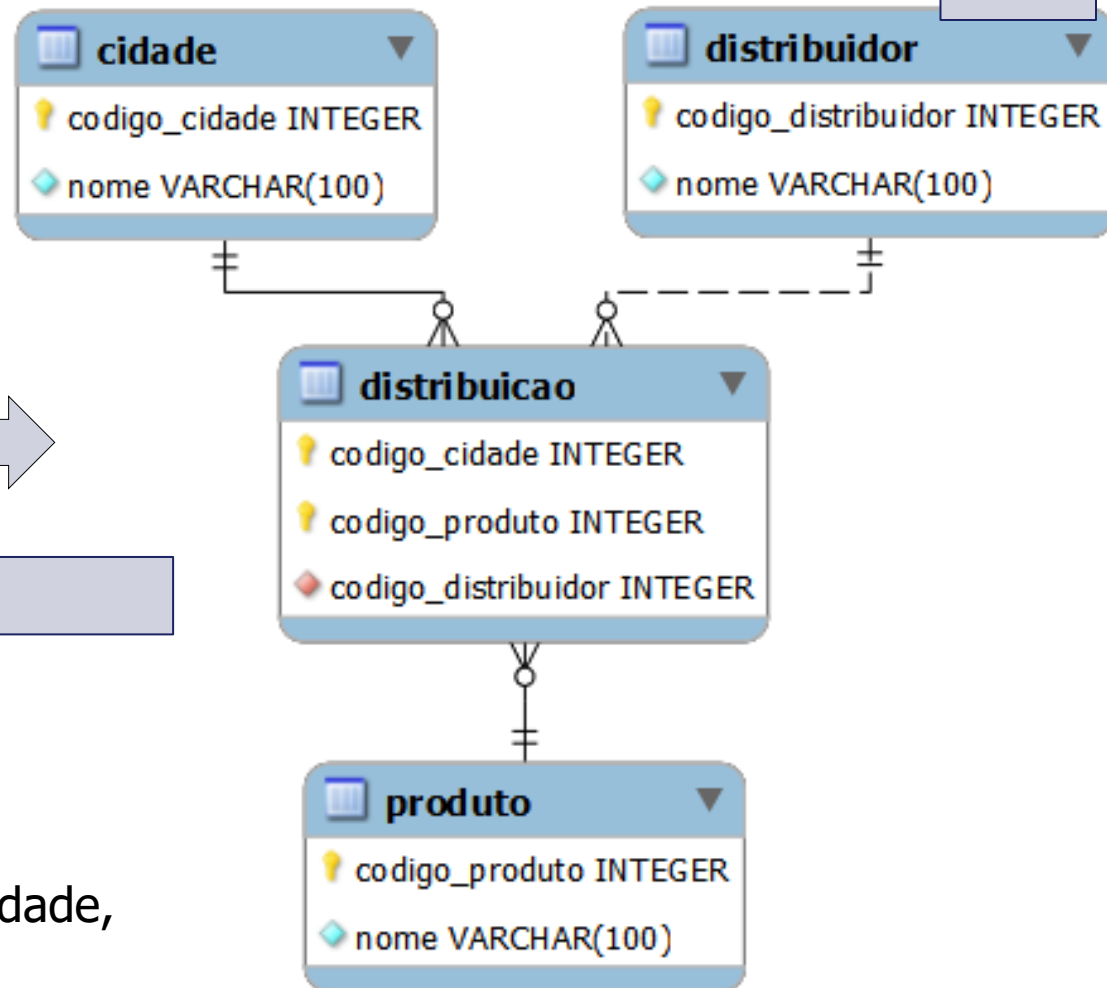 cidade
codigo_cidade INTEGER
nome VARCHAR(100)
distribuidor
codigo_distribuidor INTEGER
nome VARCHAR(100)
distribuicao
codigo_cidade INTEGER
codigo_produto INTEGER
codigo_distribuidor INTEGER
produto
codigo_produto INTEGER
nome VARCHAR(100)
dade,